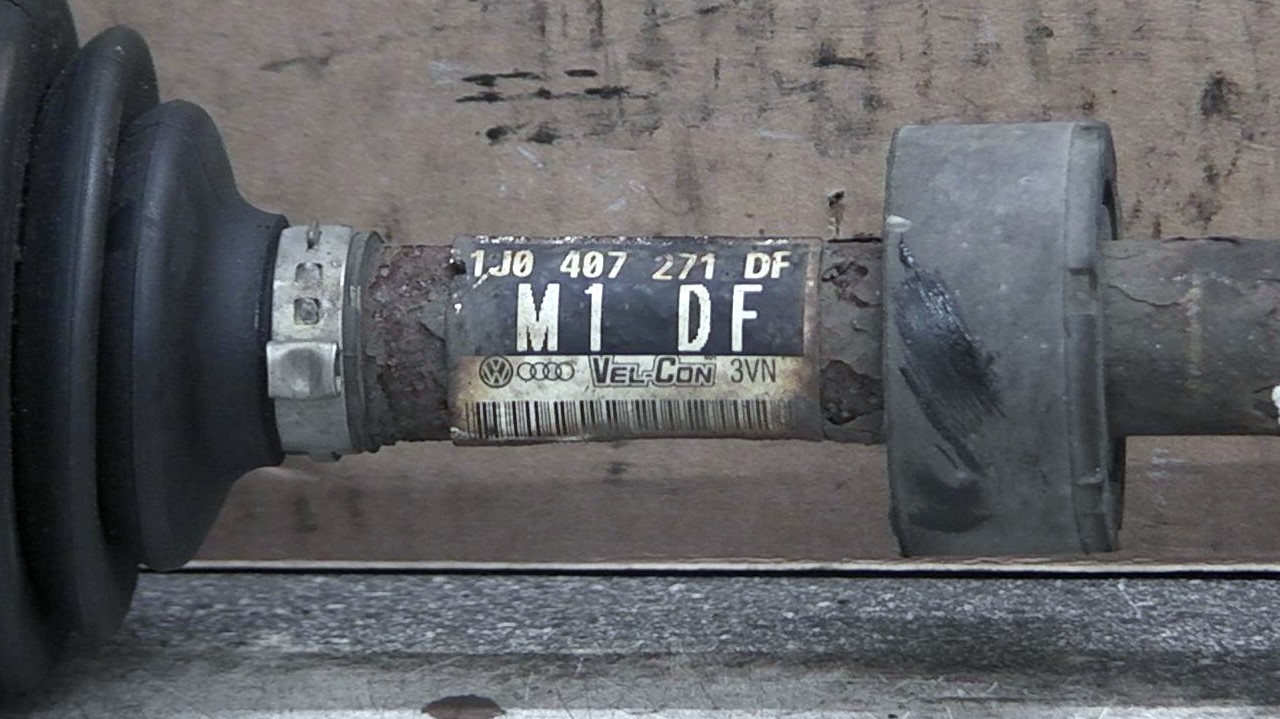 1J0 407 271 DF
M1 DF
VEL-CON 3VN